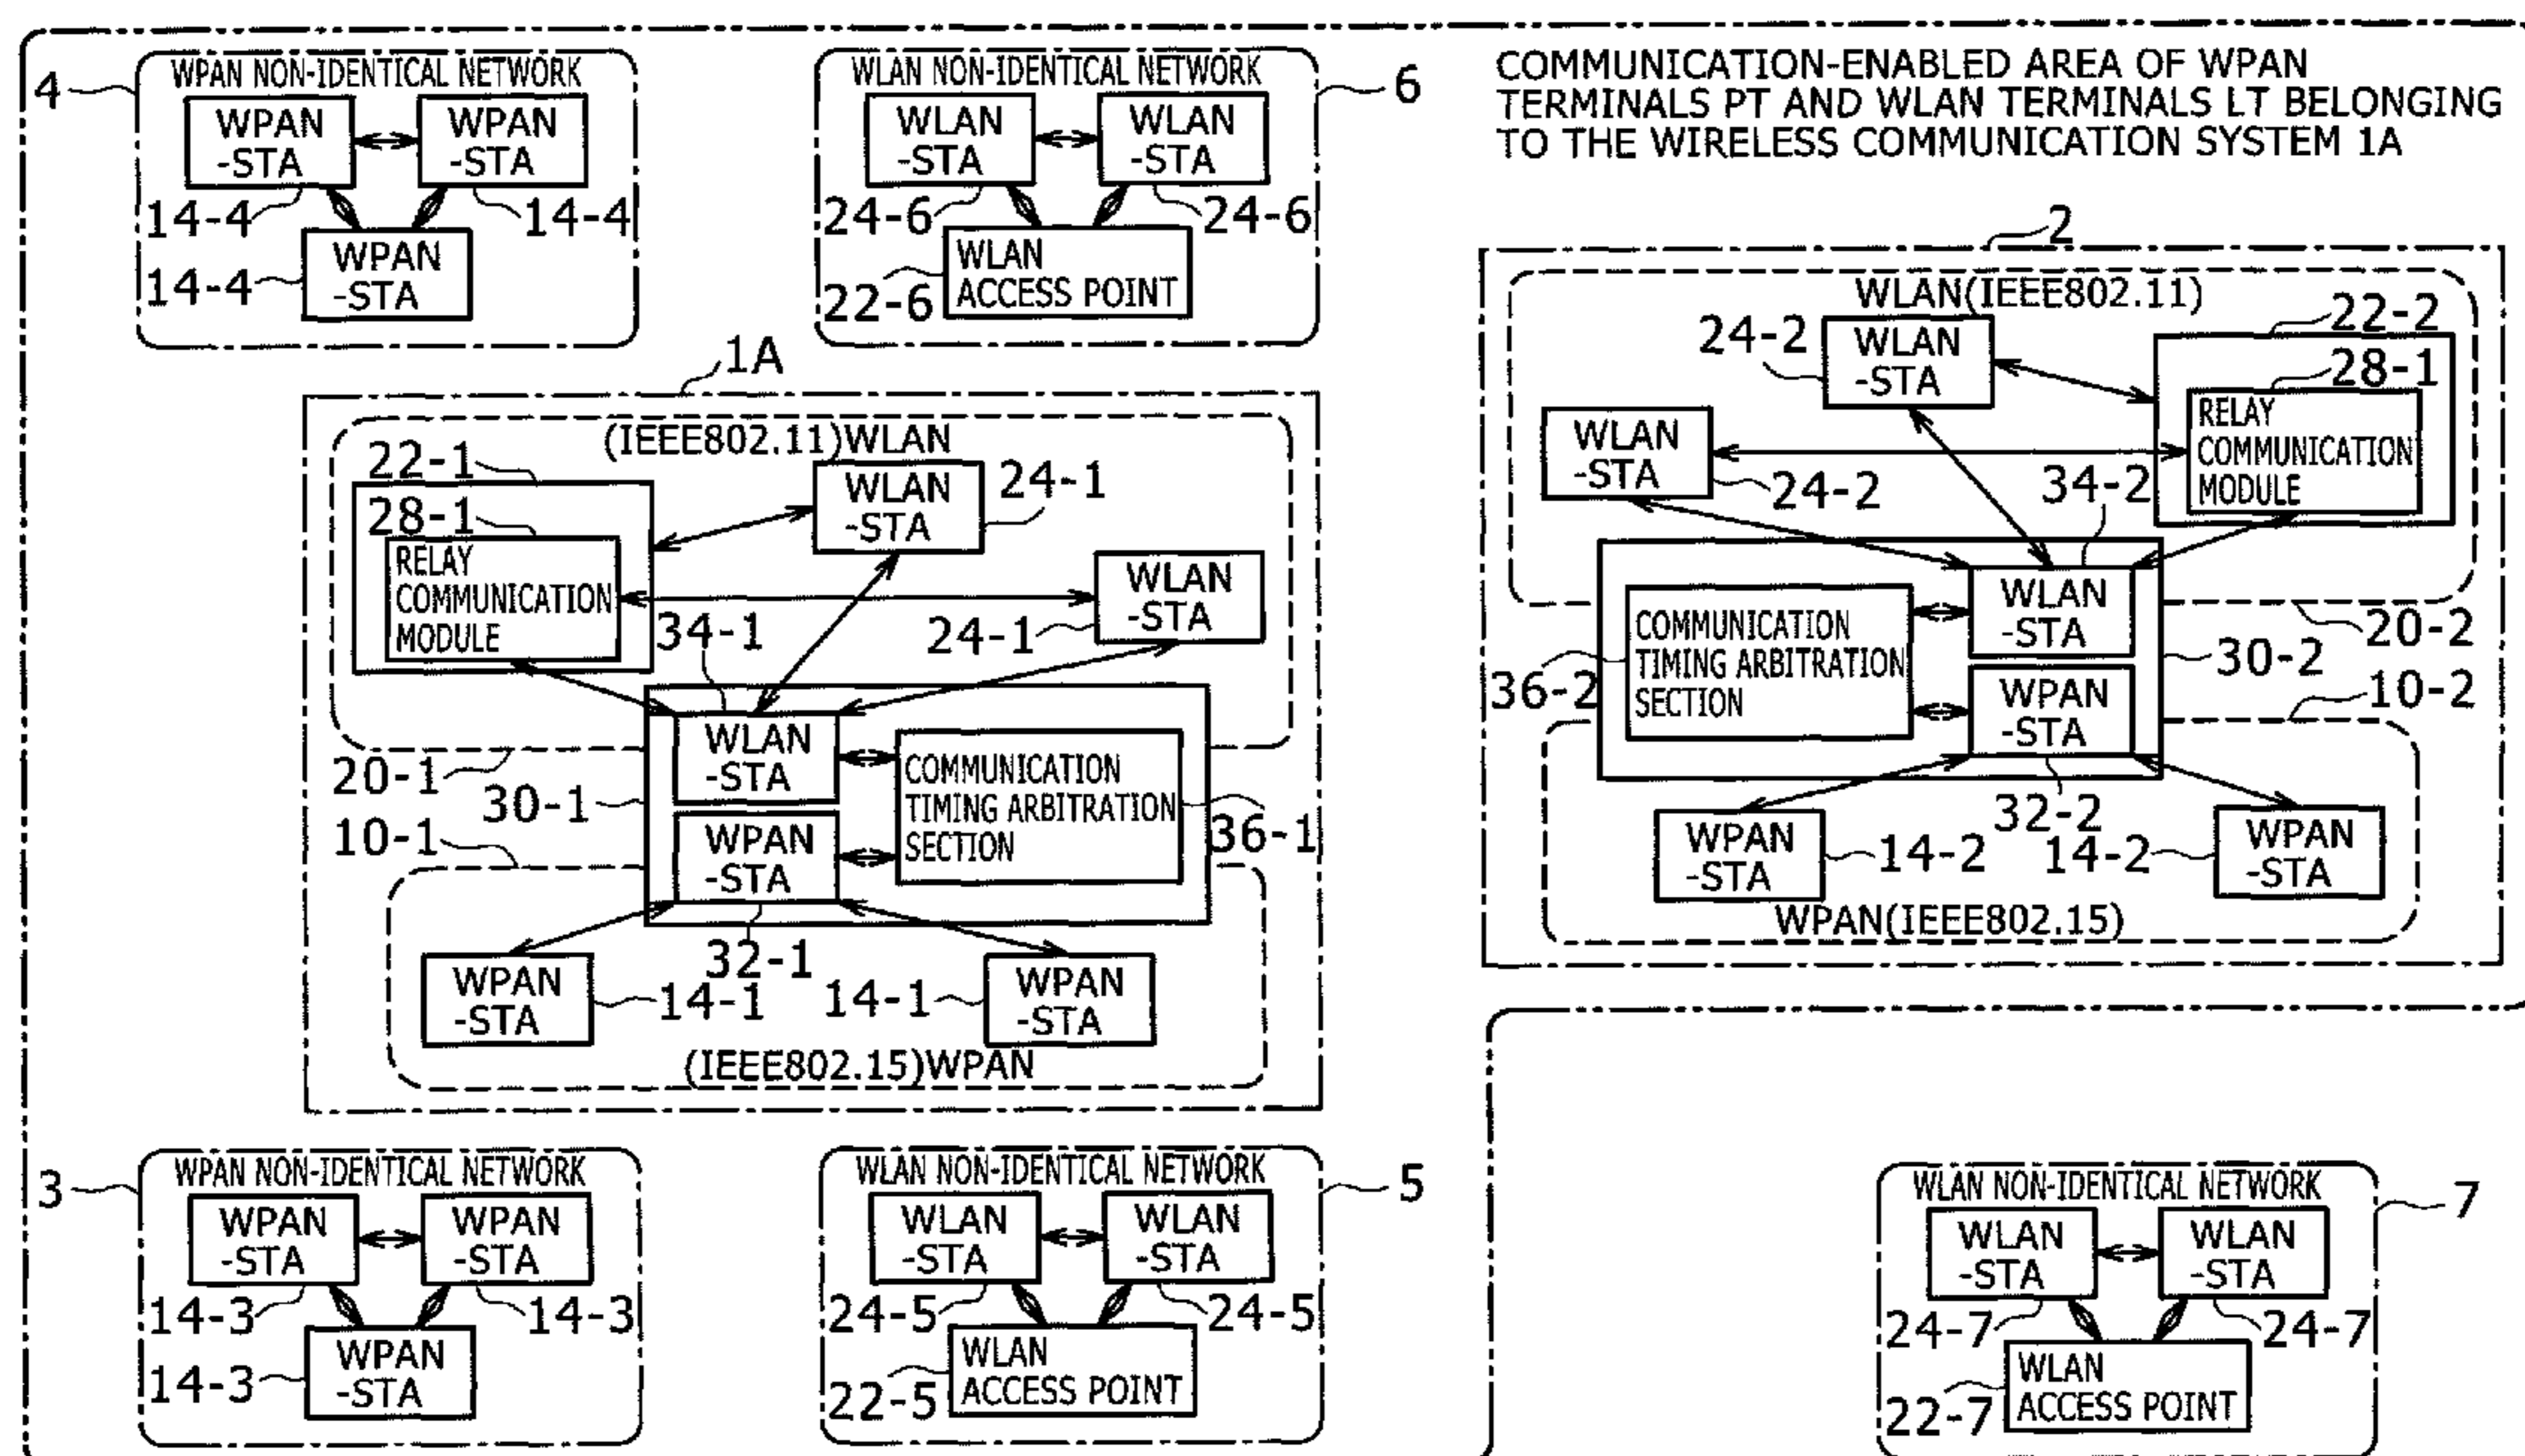 COMMUNICATION-ENABLED AREA OF WPAN
TERMINALS PT AND WLAN TERMINALS LT BELONGING
TO THE WIRELESS COMMUNICATION SYSTEM 1A
4
WPAN NON-IDENTICAL NETWORK
WPAN
-STA
WPAN
-STA
14-4
14-4
WPAN
-STA
14-4
6
WLAN NON-IDENTICAL NETWORK
WLAN
-STA
WLAN
-STA
24-6
24-6
WLAN
ACCESS POINT
22-6
1A
(IEEE802.11)WLAN
22-1
28-1
RELAY
COMMUNICATION
MODULE
WLAN
-STA
24-1
WLAN
-STA
24-1
34-1
20-1
30-1
WLAN
-STA
COMMUNICATION
TIMING ARBITRATION
SECTION
36-1
WPAN
-STA
10-1
32-1
WPAN
-STA
14-1
14-1
WPAN
-STA
(IEEE802.15)WPAN
2
WLAN(IEEE802.11)
24-2
WLAN
-STA
22-2
28-1
RELAY
COMMUNICATION
MODULE
WLAN
-STA
24-2
34-2
WLAN
-STA
COMMUNICATION
TIMING ARBITRATION
SECTION
36-2
20-2
30-2
WPAN
-STA
10-2
32-2
WPAN
-STA
14-2
14-2
WPAN
-STA
WPAN(IEEE802.15)
3
WPAN NON-IDENTICAL NETWORK
WPAN
-STA
WPAN
-STA
14-3
14-3
WPAN
-STA
14-3
5
WLAN NON-IDENTICAL NETWORK
WLAN
-STA
WLAN
-STA
24-5
24-5
WLAN
ACCESS POINT
22-5
7
WLAN NON-IDENTICAL NETWORK
WLAN
-STA
WLAN
-STA
24-7
24-7
WLAN
ACCESS POINT
22-7